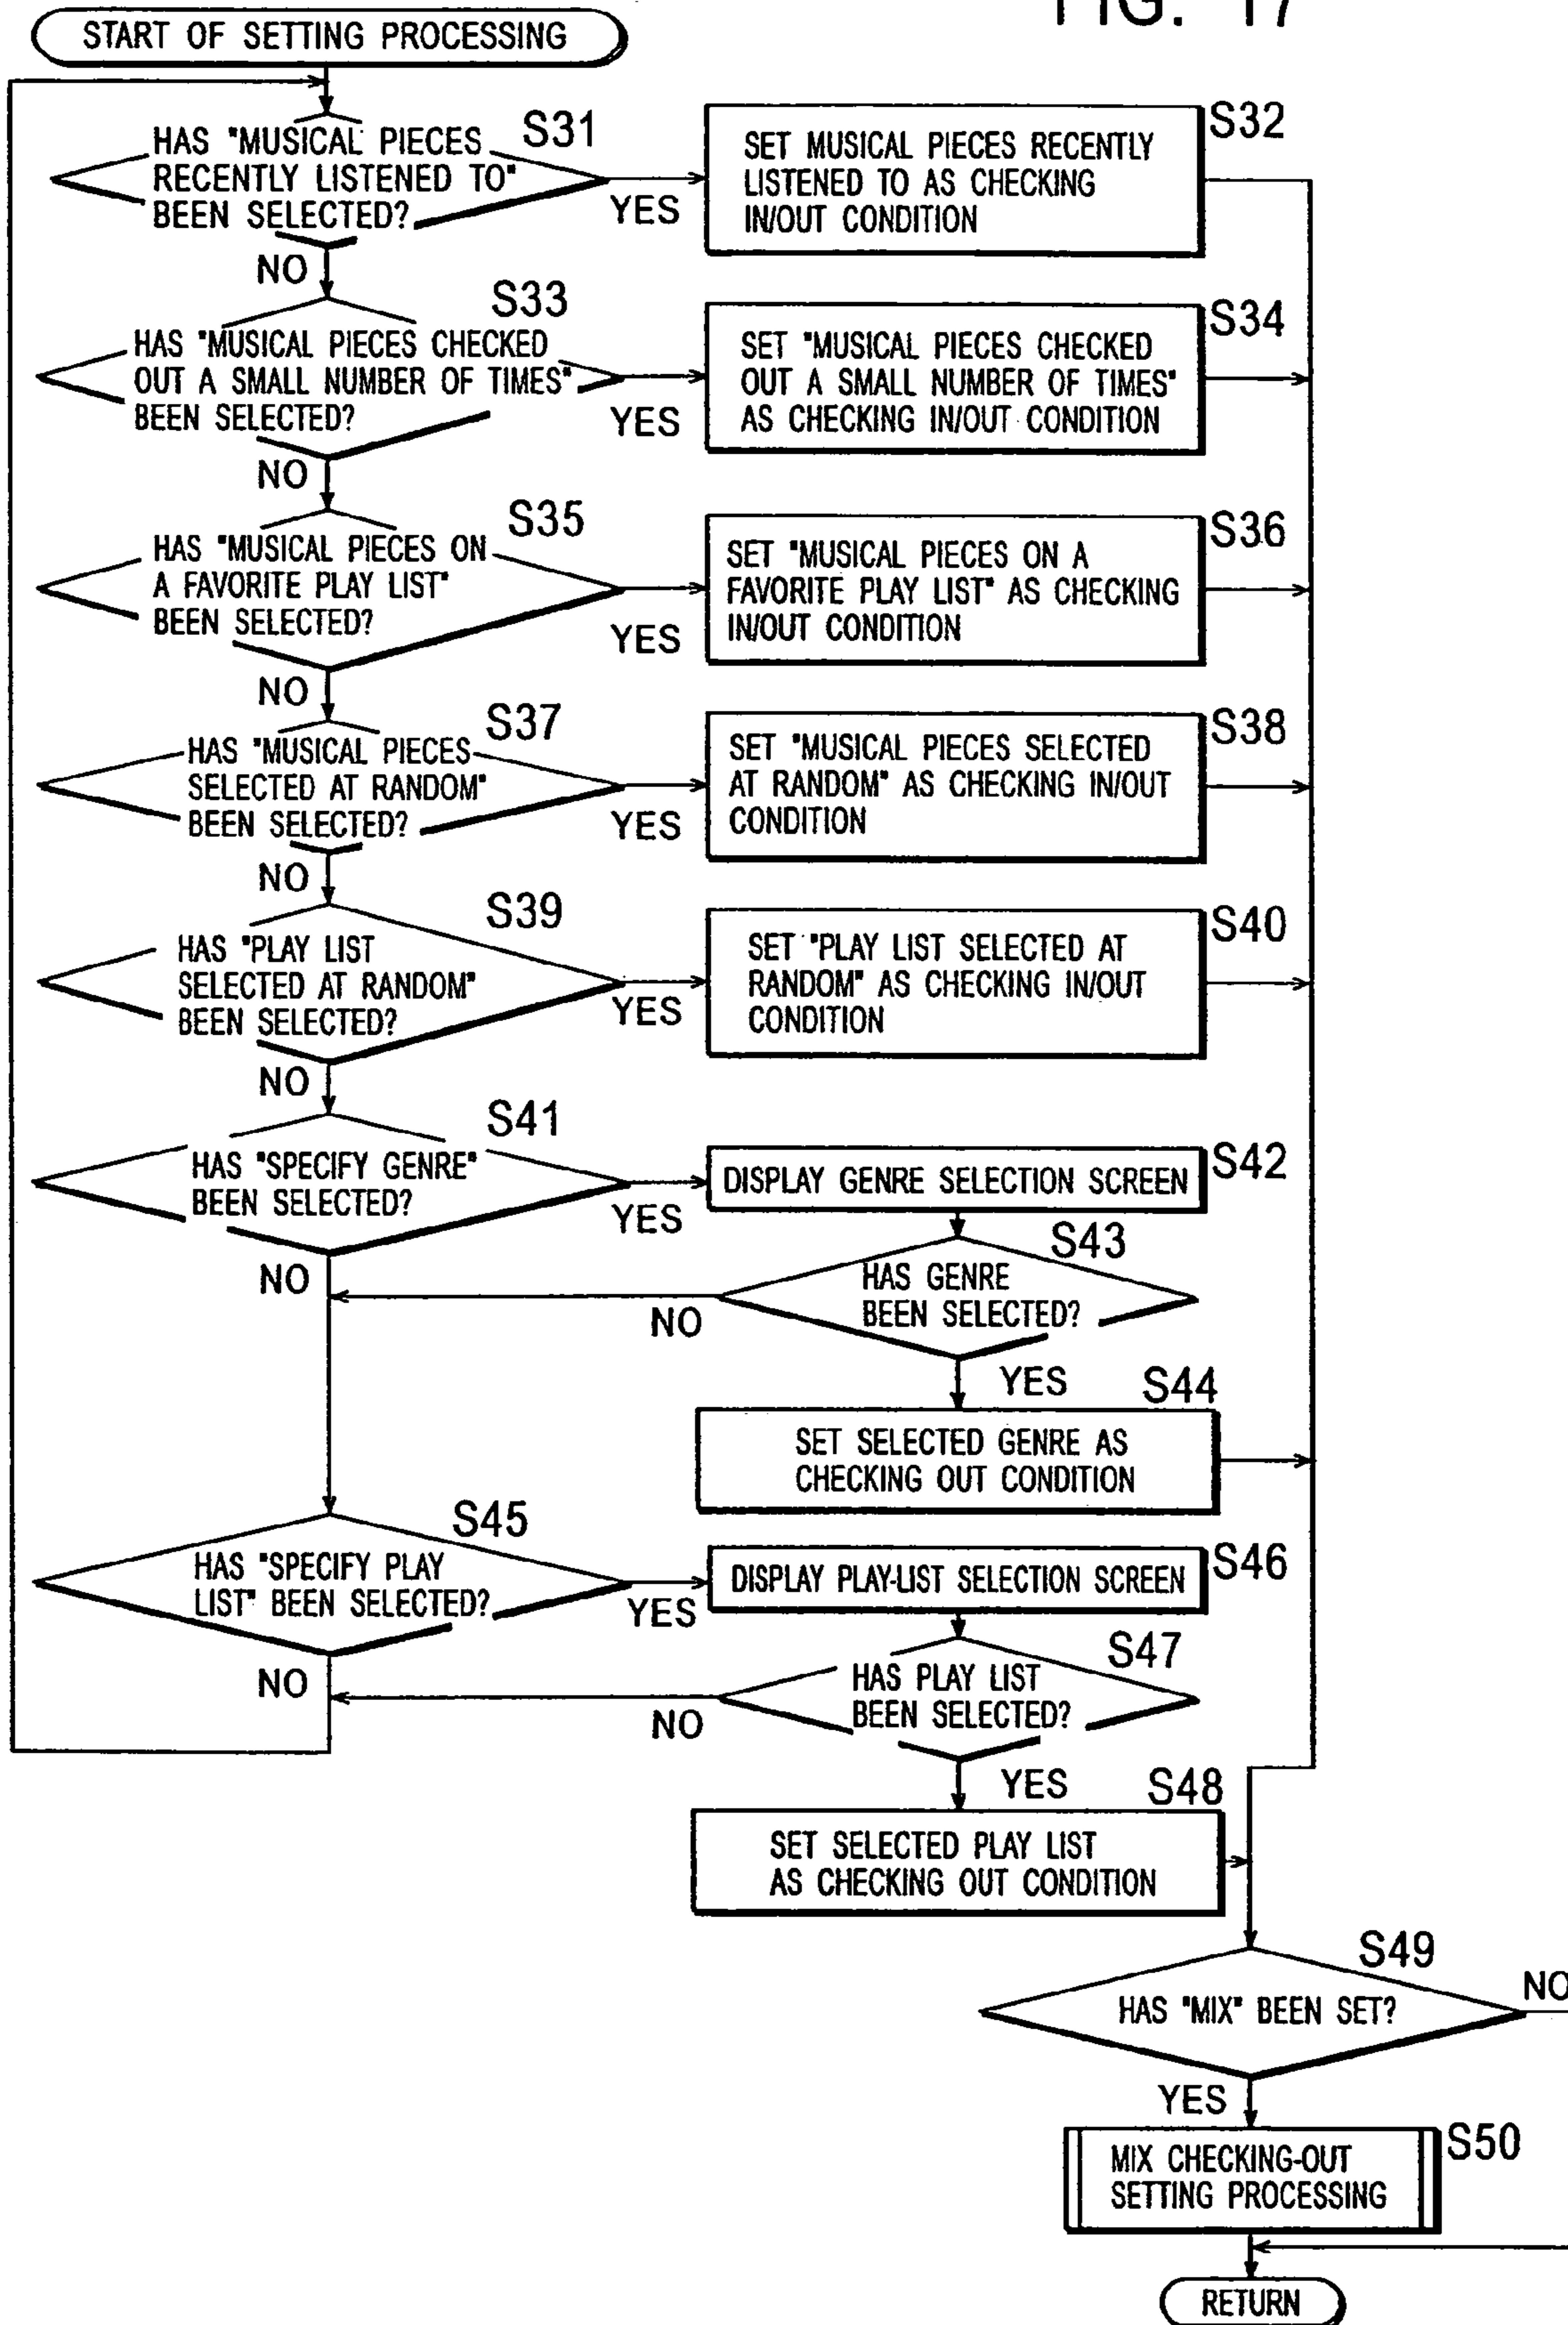 FIG. 17
START OF SETTING PROCESSING
HAS "MUSICAL PIECES
RECENTLY LISTENED TO"
BEEN SELECTED?
S31
YES
NO
SET MUSICAL PIECES RECENTLY
LISTENED TO AS CHECKING
IN/OUT CONDITION
S32
HAS "MUSICAL PIECES CHECKED
OUT A SMALL NUMBER OF TIMES"
BEEN SELECTED?
S33
YES
NO
SET "MUSICAL PIECES CHECKED
OUT A SMALL NUMBER OF TIMES"
AS CHECKING IN/OUT CONDITION
S34
HAS "MUSICAL PIECES ON
A FAVORITE PLAY LIST"
BEEN SELECTED?
S35
YES
NO
SET "MUSICAL PIECES ON A
FAVORITE PLAY LIST" AS CHECKING
IN/OUT CONDITION
S36
HAS "MUSICAL PIECES
SELECTED AT RANDOM"
BEEN SELECTED?
S37
YES
NO
SET "MUSICAL PIECES SELECTED
AT RANDOM" AS CHECKING IN/OUT
CONDITION
S38
HAS "PLAY LIST
SELECTED AT RANDOM"
BEEN SELECTED?
S39
YES
NO
SET "PLAY LIST SELECTED AT
RANDOM" AS CHECKING IN/OUT
CONDITION
S40
HAS "SPECIFY GENRE"
BEEN SELECTED?
S41
YES
NO
DISPLAY GENRE SELECTION SCREEN
S42
HAS GENRE
BEEN SELECTED?
S43
NO
YES
SET SELECTED GENRE AS
CHECKING OUT CONDITION
S44
HAS "SPECIFY PLAY
LIST" BEEN SELECTED?
S45
YES
NO
DISPLAY PLAY-LIST SELECTION SCREEN
S46
HAS PLAY LIST
BEEN SELECTED?
S47
NO
YES
SET SELECTED PLAY LIST
AS CHECKING OUT CONDITION
S48
HAS "MIX" BEEN SET?
S49
NO
YES
MIX CHECKING-OUT
SETTING PROCESSING
S50
RETURN